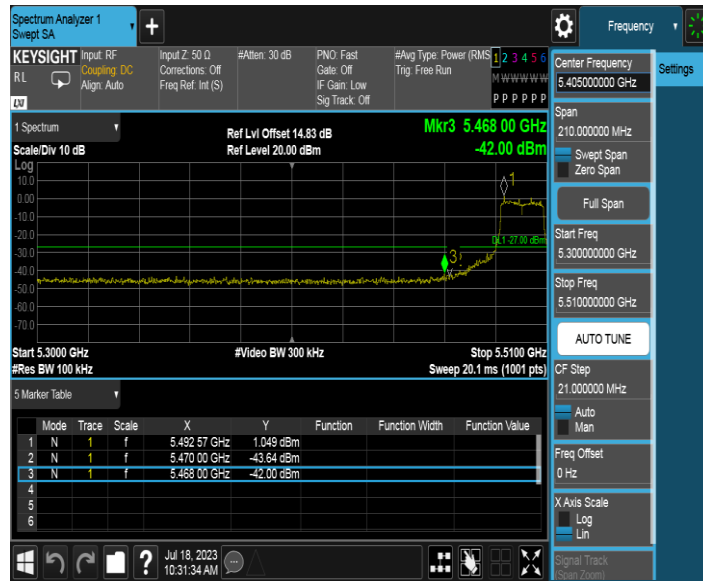 Spectrum Analyzer 1
Swept SA
Frequency
KEYSIGHT
RL
LXI
Input: RF
Coupling: DC
Align: Auto
Input Z: 50 Ω
Corrections: Off
Freq Ref: Int (S)
#Atten: 30 dB
PNO: Fast
Gate: Off
IF Gain: Low
Sig Track: Off
#Avg Type: Power (RMS
Trig: Free Run
1 2 3 4 5 6
M W W W W W
P P P P P P
1 Spectrum
Scale/Div 10 dB
Ref Lvl Offset 14.83 dB
Ref Level 20.00 dBm
Mkr3 5.468 00 GHz
-42.00 dBm
Log
10.0
0.00
-10.0
-20.0
-30.0
-40.0
-50.0
-60.0
-70.0
1
DL1 -27.00 dBm
3
Start 5.3000 GHz
#Res BW 100 kHz
#Video BW 300 kHz
Stop 5.5100 GHz
Sweep 20.1 ms (1001 pts)
5 Marker Table
Mode Trace Scale X Y Function Function Width Function Value
1 N 1 f 5.492 57 GHz 1.049 dBm
2 N 1 f 5.470 00 GHz -43.64 dBm
3 N 1 f 5.468 00 GHz -42.00 dBm
4
5
6
Jul 18, 2023
10:31:34 AM
Center Frequency
5.405000000 GHz
Span
210.000000 MHz
Swept Span
Zero Span
Full Span
Start Freq
5.300000000 GHz
Stop Freq
5.510000000 GHz
AUTO TUNE
CF Step
21.000000 MHz
Auto
Man
Freq Offset
0 Hz
X Axis Scale
Log
Lin
Signal Track
(Span Zoom)
Settings